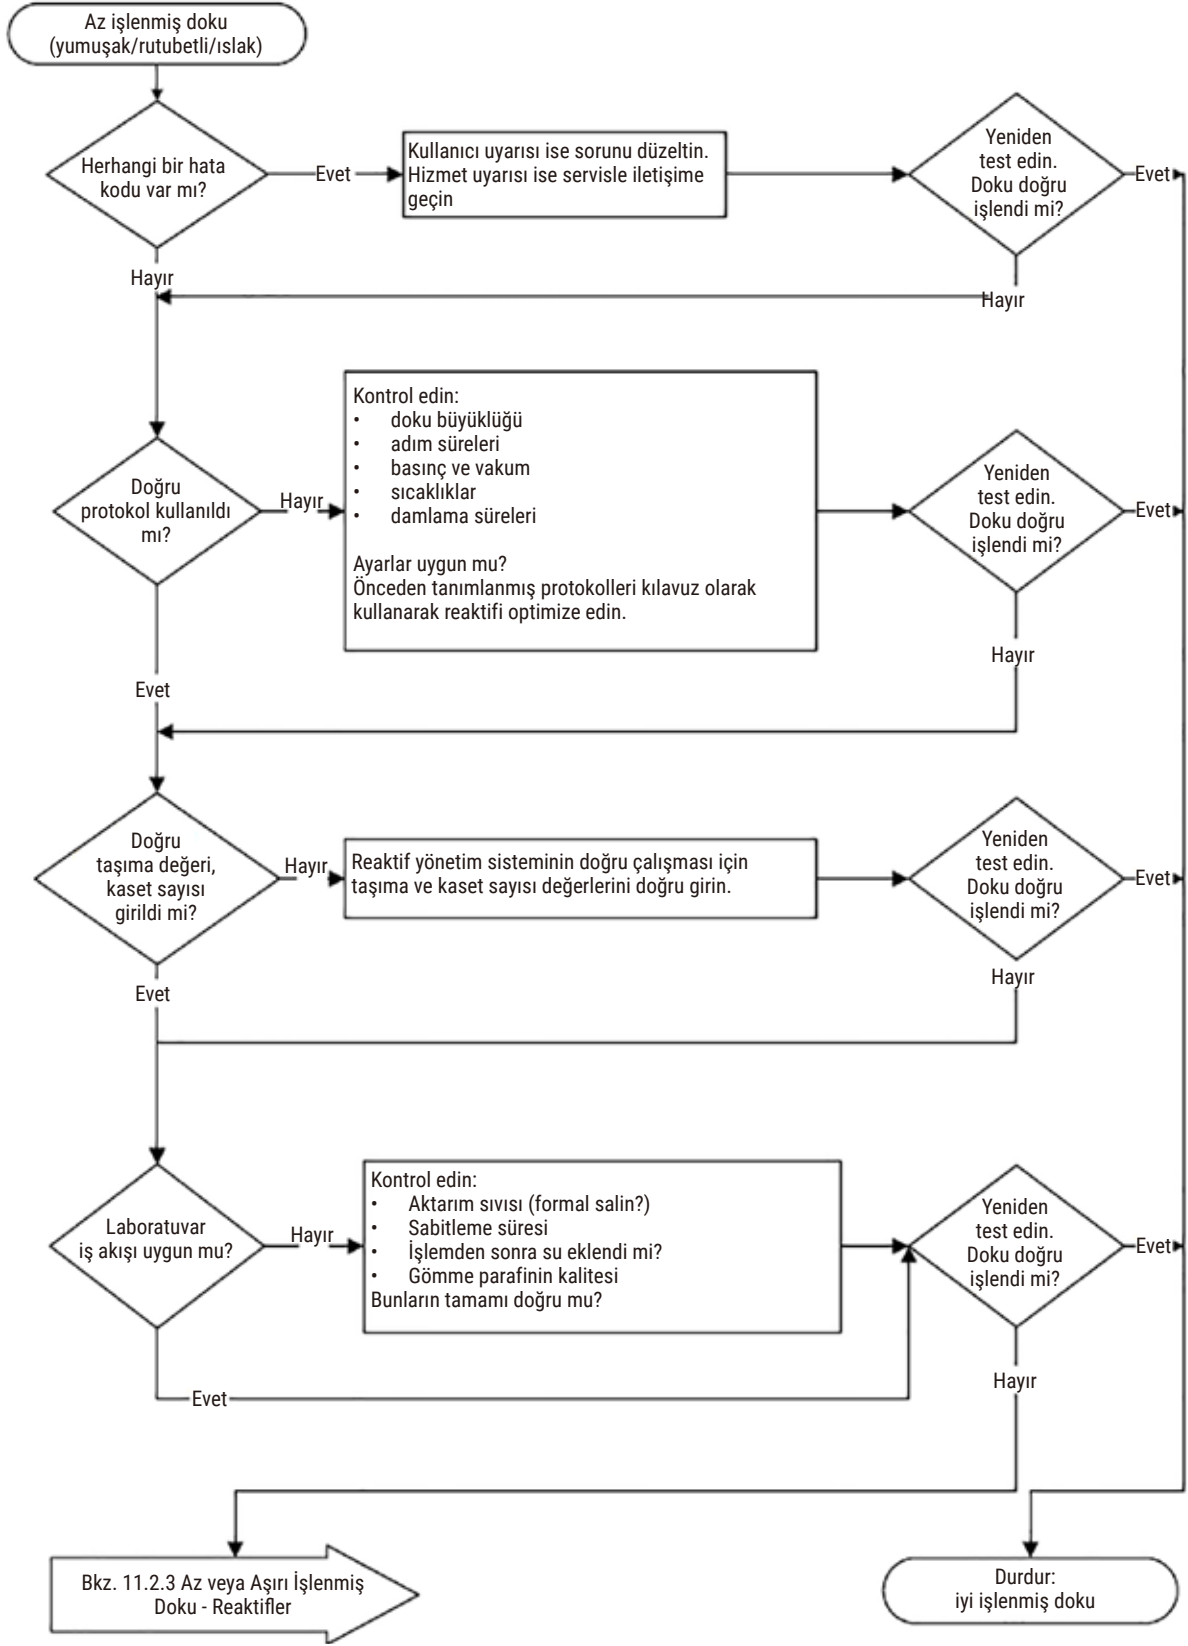 Az işlenmiş doku
(yumuşak/rutubetli/ıslak)
Herhangi bir hata
kodu var mı?
Evet
Kullanıcı uyarısı ise sorunu düzeltin.
Hizmet uyarısı ise servisle iletişime
geçin
Yeniden
test edin.
Doku doğru
işlendi mi?
Evet
Hayır
Hayır
Doğru
protokol kullanıldı
mı?
Hayır
Kontrol edin:
• doku büyüklüğü
• adım süreleri
• basınç ve vakum
• sıcaklıklar
• damlama süreleri
Ayarlar uygun mu?
Önceden tanımlanmış protokolleri kılavuz olarak
kullanarak reaktifi optimize edin.
Yeniden
test edin.
Doku doğru
işlendi mi?
Evet
Hayır
Evet
Doğru
taşıma değeri,
kaset sayısı
girildi mi?
Hayır
Reaktif yönetim sisteminin doğru çalışması için
taşıma ve kaset sayısı değerlerini doğru girin.
Yeniden
test edin.
Doku doğru
işlendi mi?
Evet
Hayır
Evet
Laboratuvar
iş akışı uygun mu?
Hayır
Kontrol edin:
• Aktarım sıvısı (formal salin?)
• Sabitleme süresi
• İşlemden sonra su eklendi mi?
• Gömme parafinin kalitesi
Bunların tamamı doğru mu?
Yeniden
test edin.
Doku doğru
işlendi mi?
Evet
Hayır
Evet
Bkz. 11.2.3 Az veya Aşırı İşlenmiş
Doku - Reaktifler
Durdur:
iyi işlenmiş doku